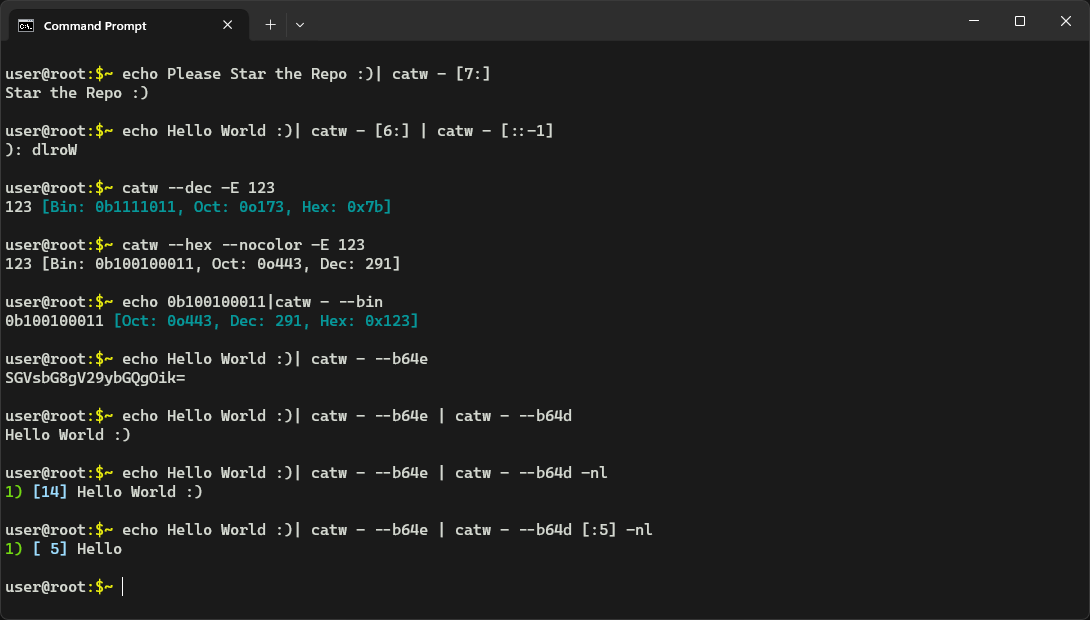 Command Prompt
user@root:$~ echo Please Star the Repo :)| catw - [7:]
Star the Repo :)
user@root:$~ echo Hello World :)| catw - [6:] | catw - [::-1]
): dlroW
user@root:$~ catw --dec -E 123
123 [Bin: 0b1111011, Oct: 0o173, Hex: 0x7b]
user@root:$~ catw --hex --nocolor -E 123
123 [Bin: 0b100100011, Oct: 0o443, Dec: 291]
user@root:$~ echo 0b100100011|catw - --bin
0b100100011 [Oct: 0o443, Dec: 291, Hex: 0x123]
user@root:$~ echo Hello World :)| catw - --b64e
SGVsbG8gV29ybGQgOik=
user@root:$~ echo Hello World :)| catw - --b64e | catw - --b64d
Hello World :)
user@root:$~ echo Hello World :)| catw - --b64e | catw - --b64d -nl
1) [14] Hello World :)
user@root:$~ echo Hello World :)| catw - --b64e | catw - --b64d [:5] -nl
1) [ 5] Hello
user@root:$~